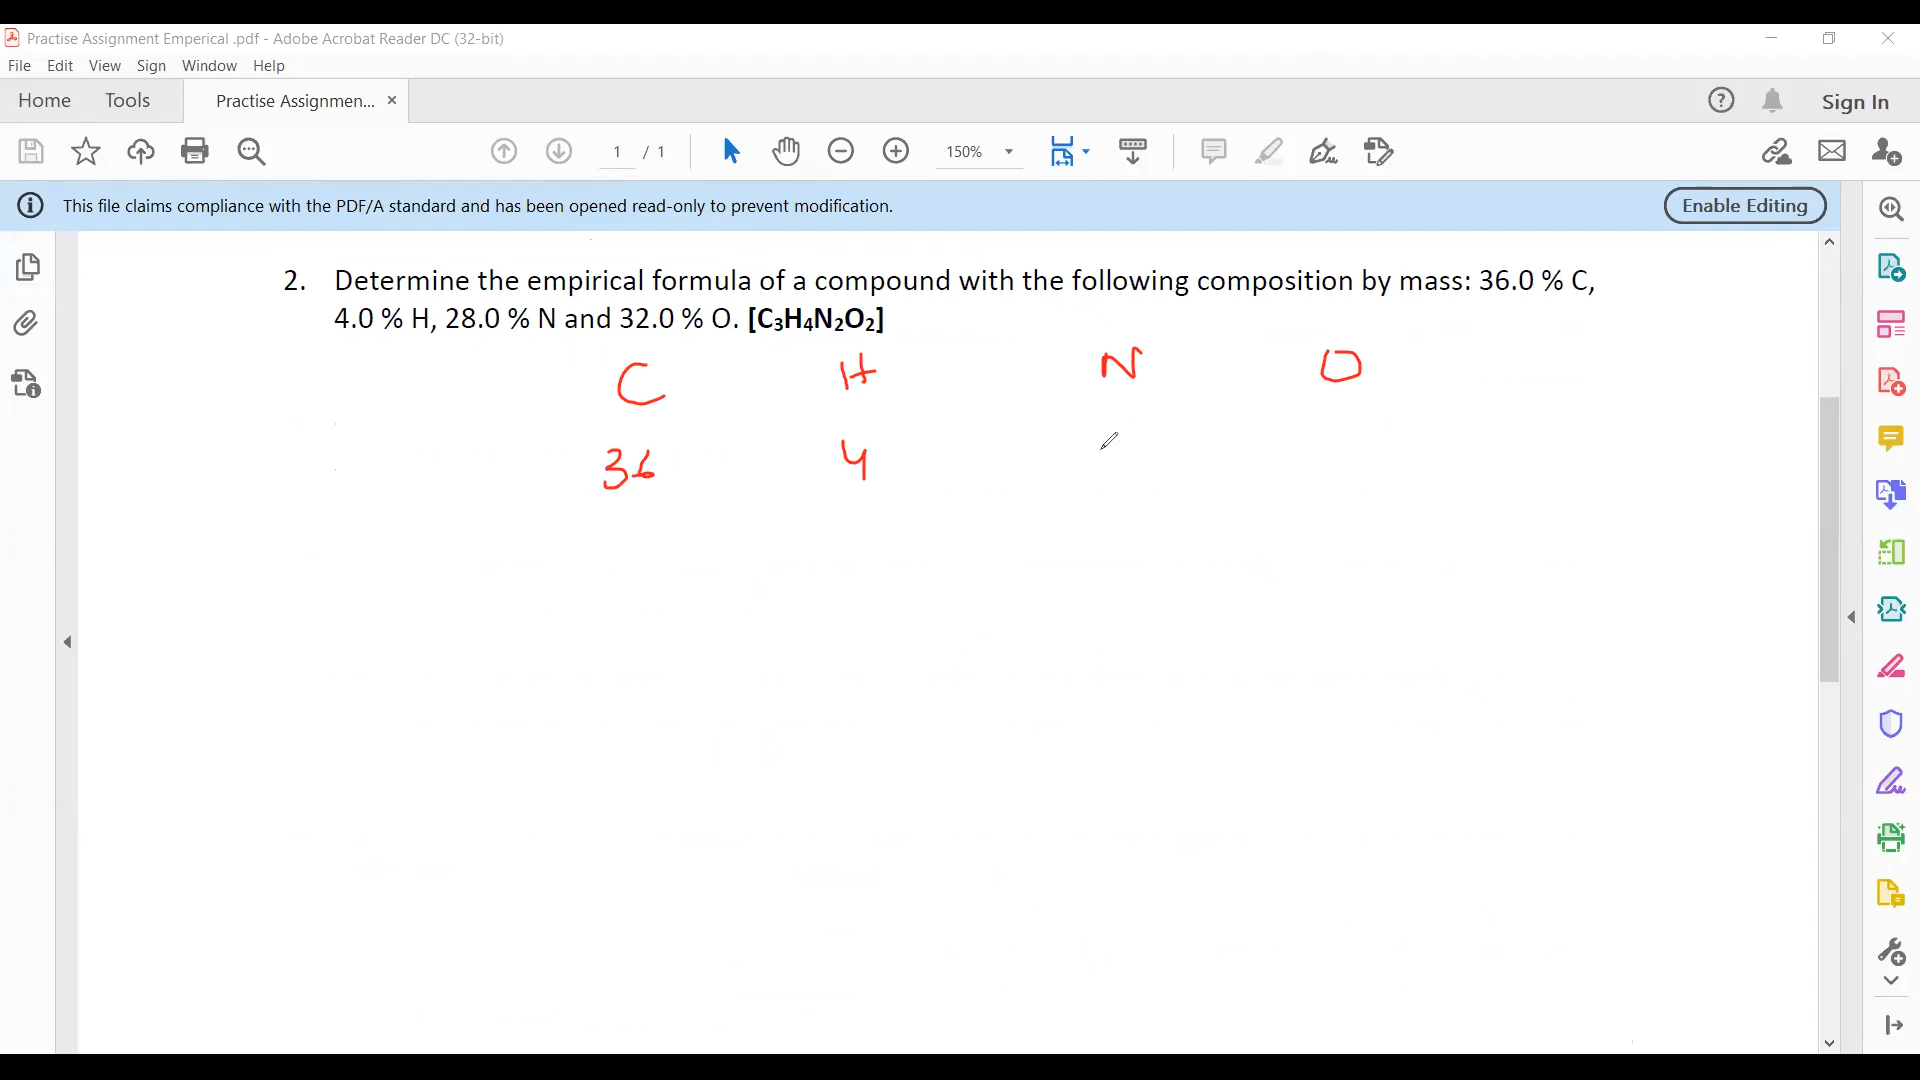 Practise Assignment Emperical .pdf - Adobe Acrobat Reader DC (32-bit)
File Edit View Sign Window Help
Home Tools Practise Assignmen... × Sign In
1 / 1 150%
This file claims compliance with the PDF/A standard and has been opened read-only to prevent modification. Enable Editing
2. Determine the empirical formula of a compound with the following composition by mass: 36.0 % C,
4.0 % H, 28.0 % N and 32.0 % O. [C₃H₄N₂O₂]
C H N O
36 4